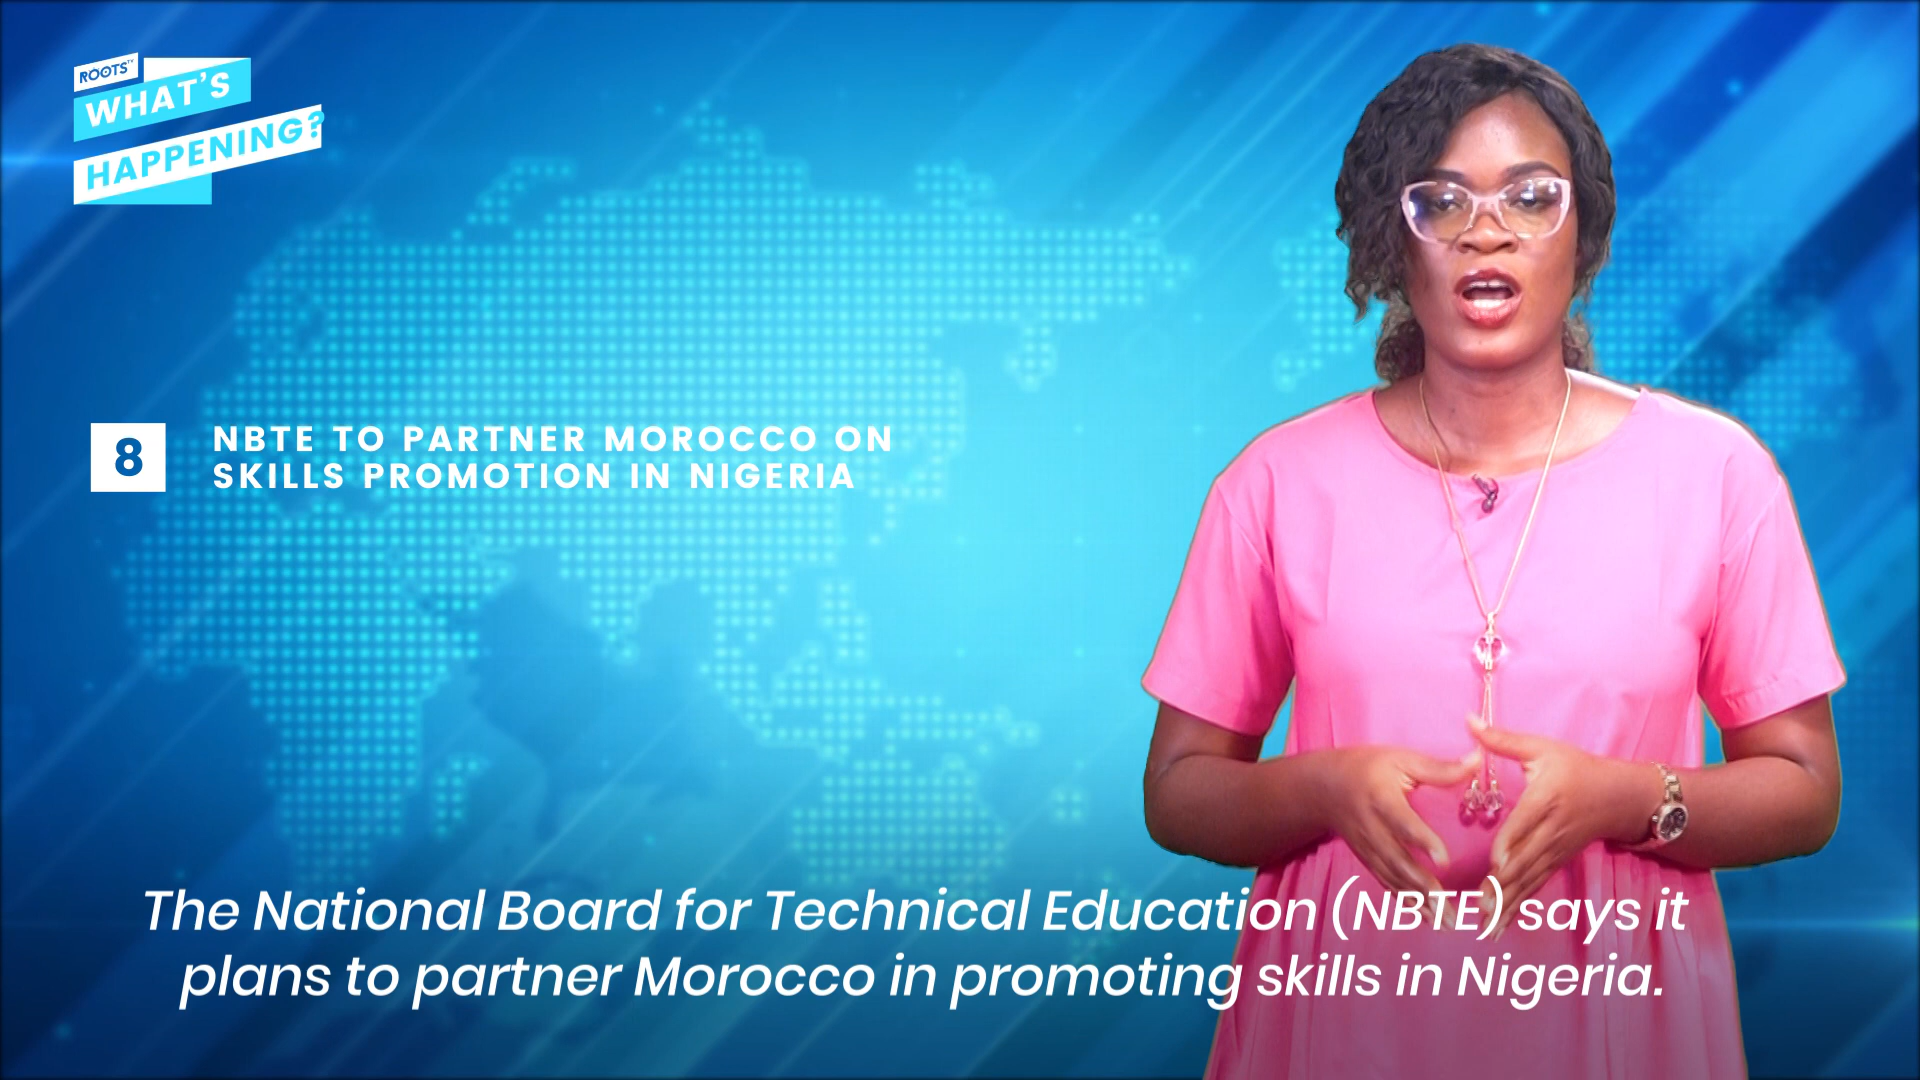 ROOTS TV
WHAT'S
HAPPENING?
8
NBTE TO PARTNER MOROCCO ON
SKILLS PROMOTION IN NIGERIA
The National Board for Technical Education (NBTE) says it
plans to partner Morocco in promoting skills in Nigeria.